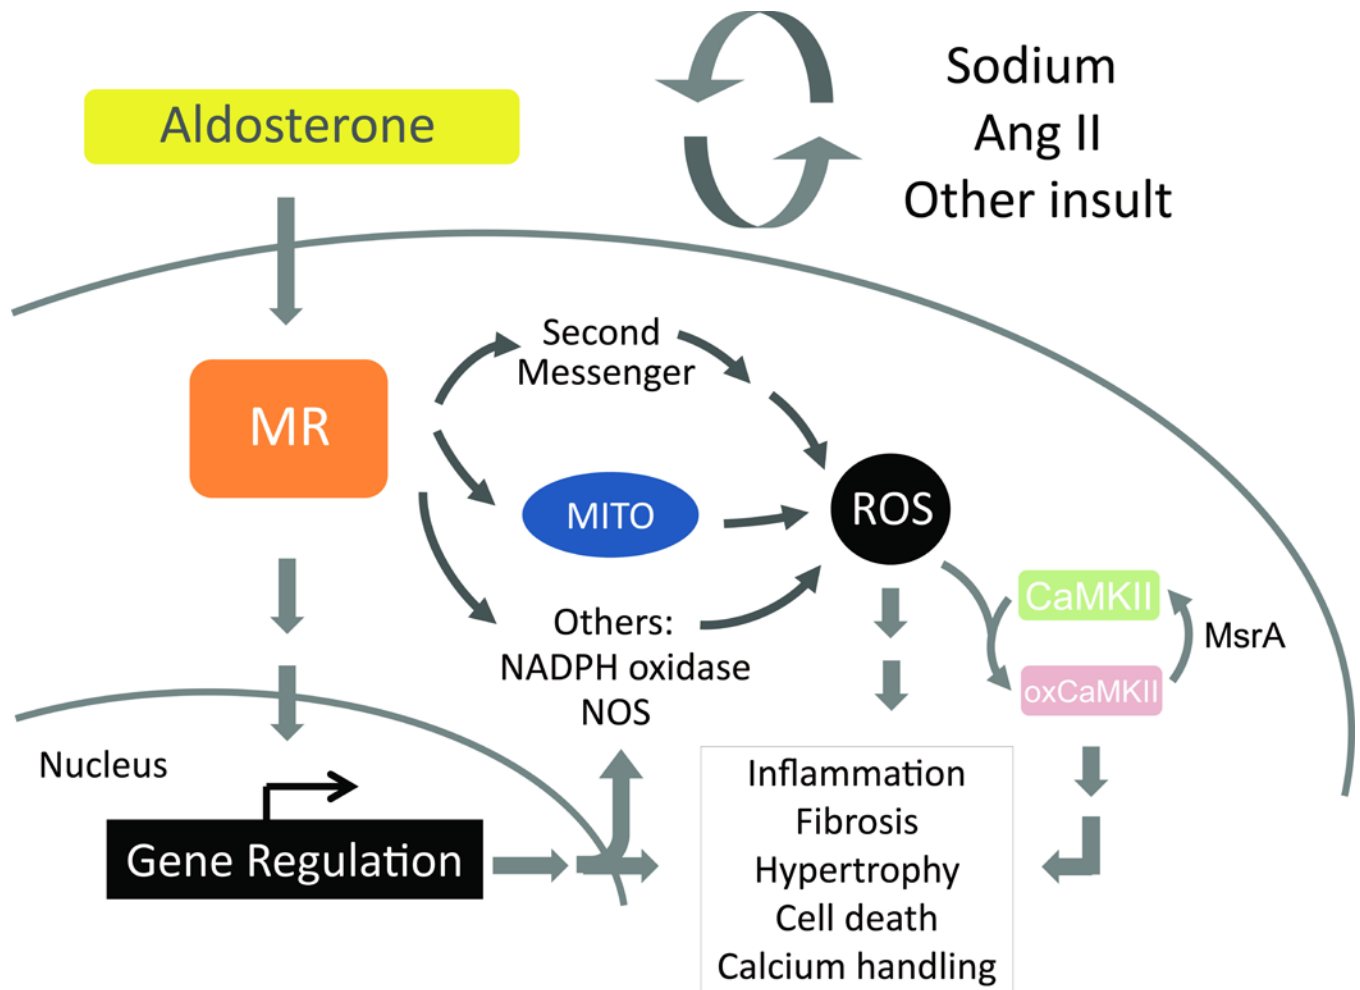 Aldosterone
Sodium
Ang II
Other insult
MR
Second
Messenger
MITO
ROS
Others:
NADPH oxidase
NOS
CaMKII
MsrA
oxCaMKII
Nucleus
Gene Regulation
Inflammation
Fibrosis
Hypertrophy
Cell death
Calcium handling